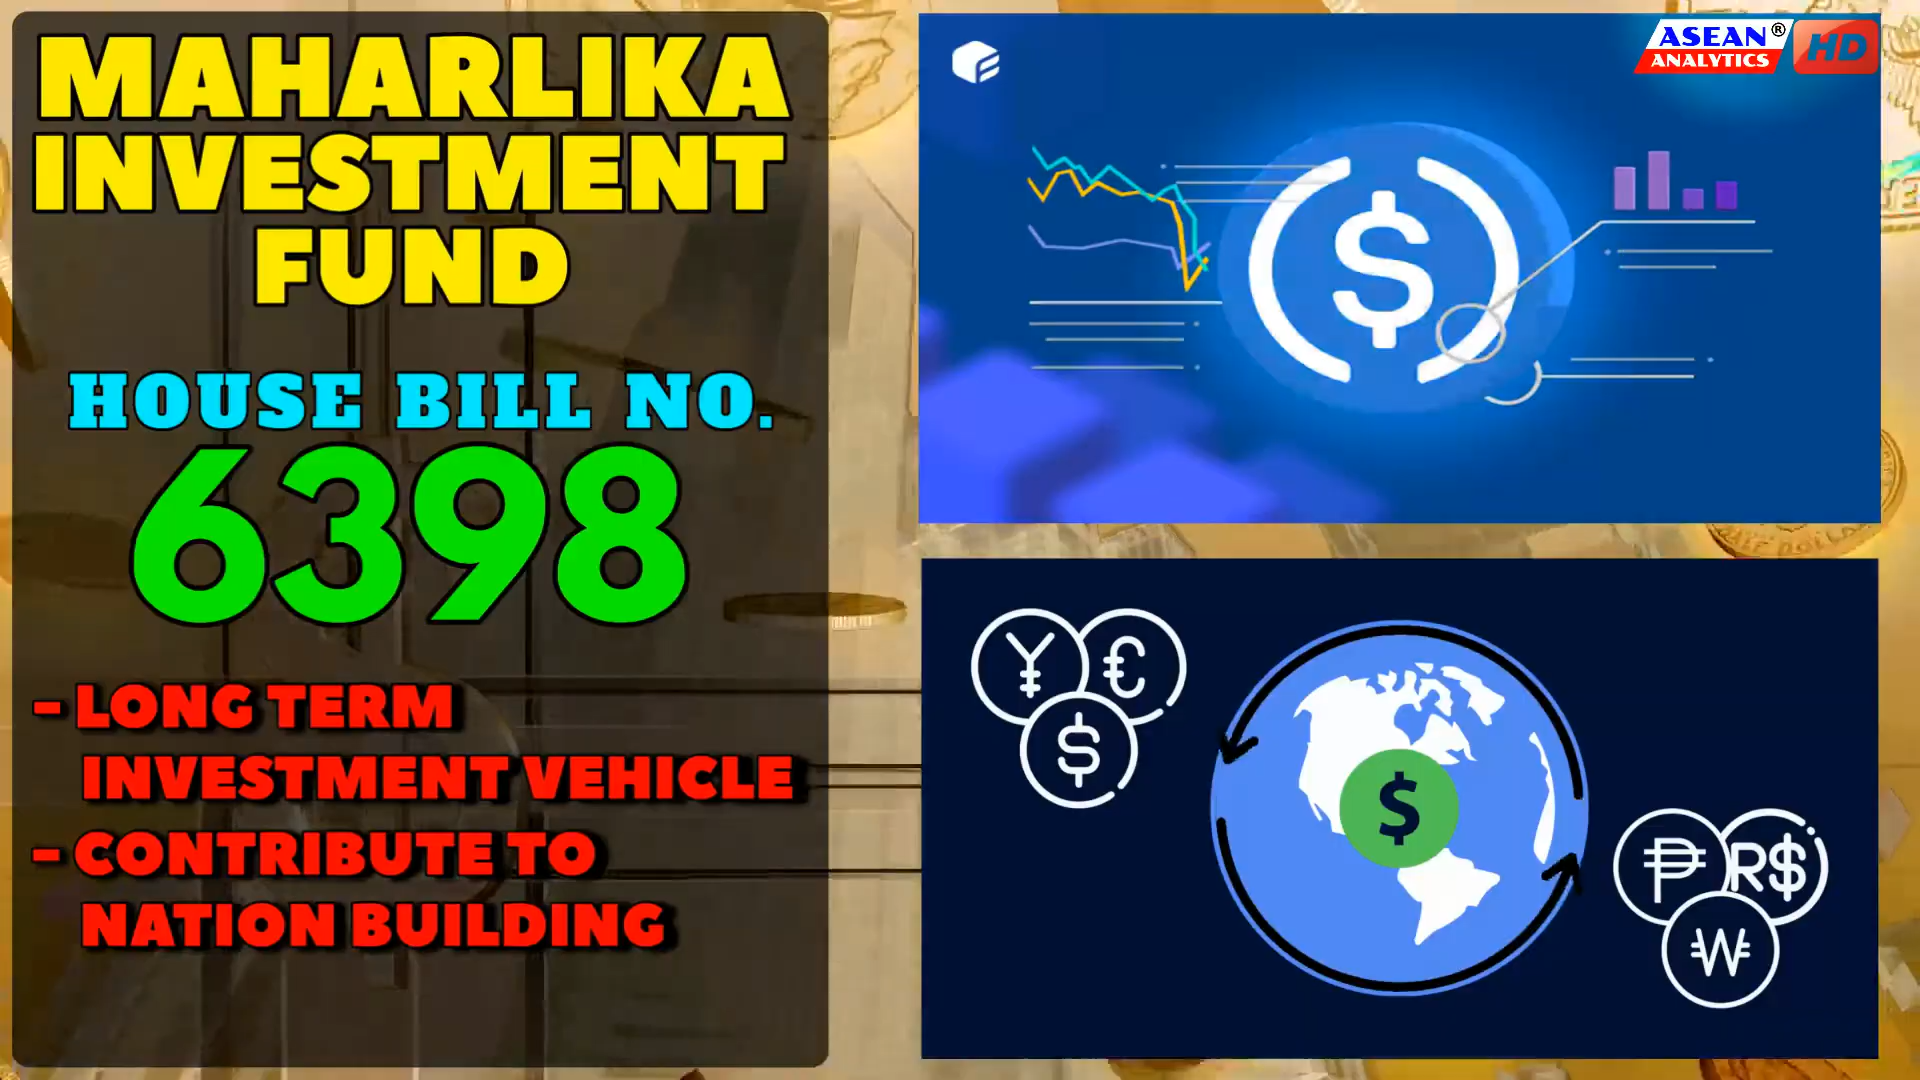 MAHARLIKA
INVESTMENT
FUND
HOUSE BILL NO.
6398
- LONG TERM
INVESTMENT VEHICLE
- CONTRIBUTE TO
NATION BUILDING
ASEAN®
ANALYTICS
HD
$
¥ €
$
$
₱ R$
₩